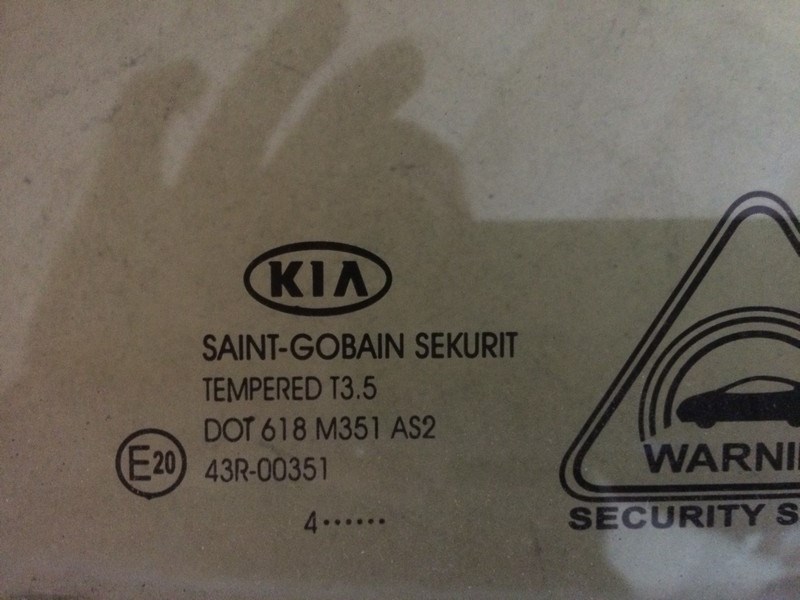 KIA
SAINT-GOBAIN SEKURIT
TEMPERED T3.5
DOT 618 M351 AS2
E20 43R-00351
4······
WARNI
SECURITY S